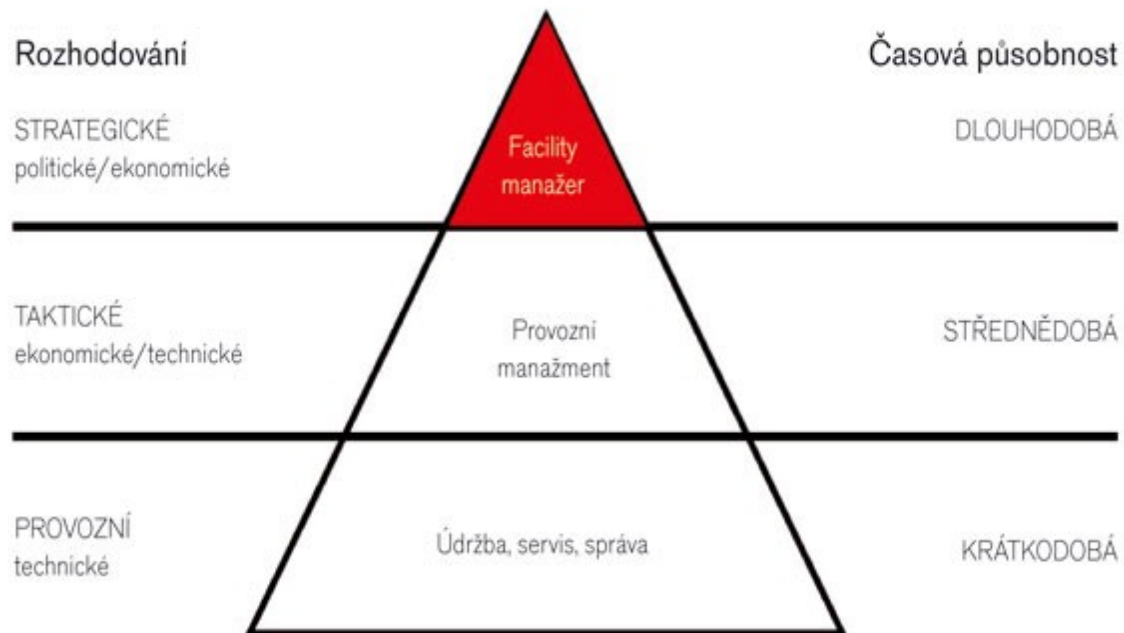 Rozhodování
Časová působnost
STRATEGICKÉ
politické/ekonomické
Facility
manažer
DLOUHODOBÁ
TAKTICKÉ
ekonomické/technické
Provozní
manažment
STŘEDNĚDOBÁ
PROVOZNÍ
technické
Údržba, servis, správa
KRÁTKODOBÁ